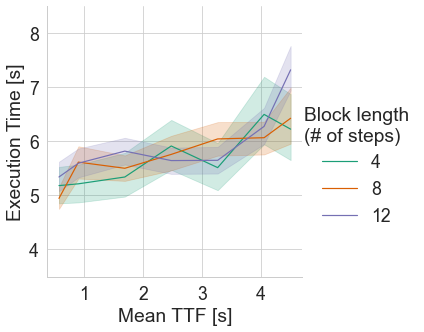 8
7
6
5
4
Execution Time [s]
1 2 3 4
Mean TTF [s]
Block length
(# of steps)
4
8
12